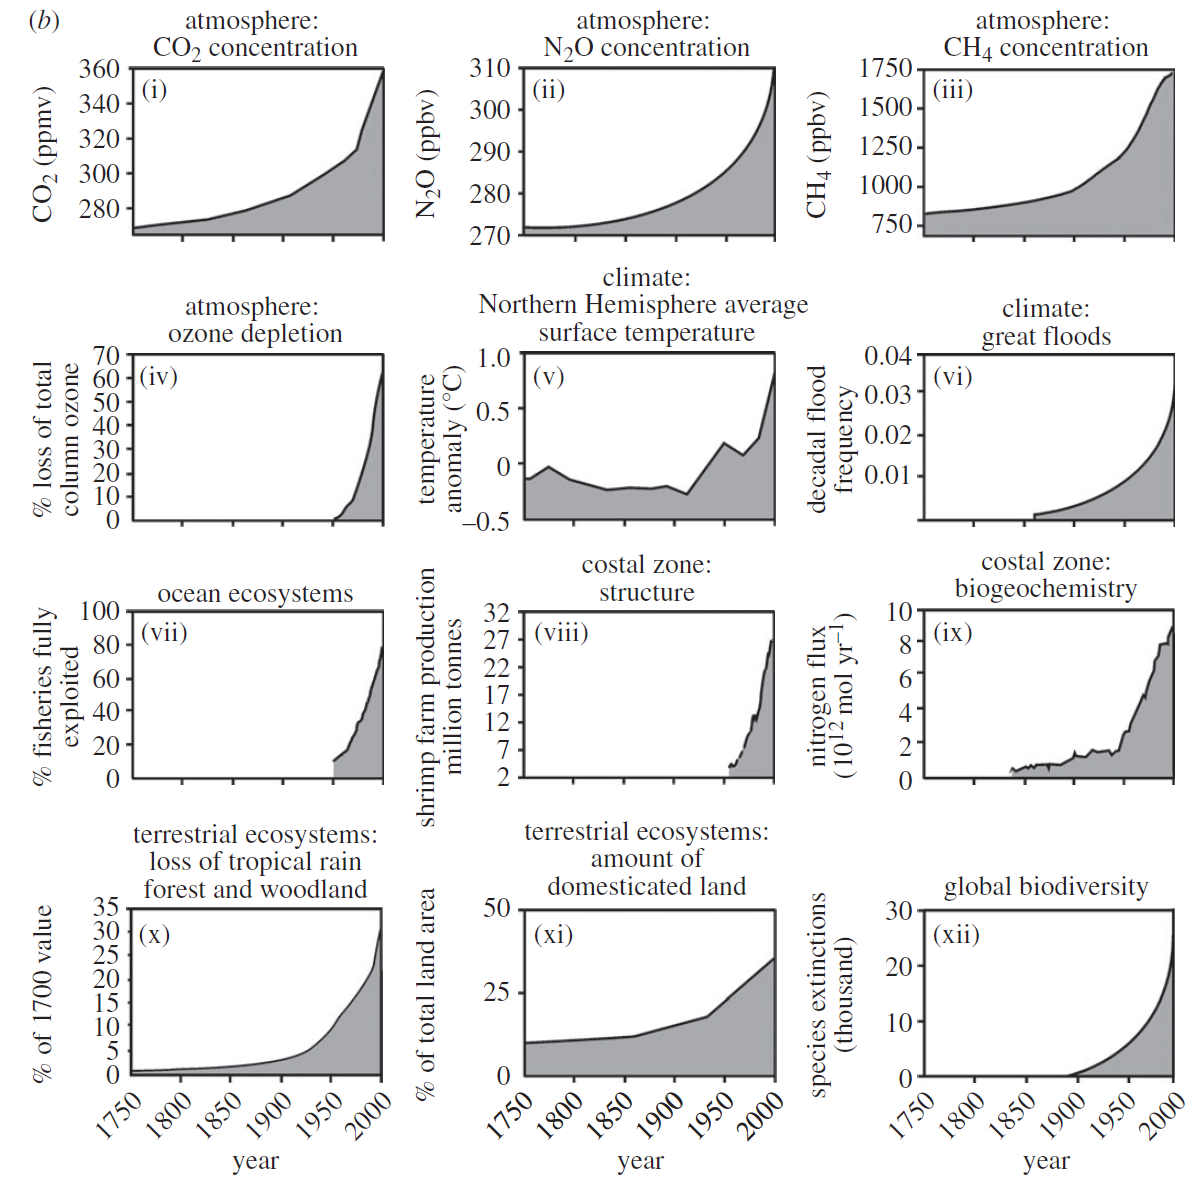 (b)
atmosphere:
CO2 concentration
CO2 (ppmv)
360
340
320
300
280
(i)
atmosphere:
N2O concentration
N2O (ppbv)
310
300
290
280
270
(ii)
atmosphere:
CH4 concentration
CH4 (ppbv)
1750
1500
1250
1000
750
(iii)
atmosphere:
ozone depletion
% loss of total
column ozone
70
60
50
40
30
20
10
0
(iv)
climate:
Northern Hemisphere average
surface temperature
temperature
anomaly (°C)
1.0
0.5
0
–0.5
(v)
climate:
great floods
decadal flood
frequency
0.04
0.03
0.02
0.01
(vi)
ocean ecosystems
% fisheries fully
exploited
100
80
60
40
20
0
(vii)
costal zone:
structure
shrimp farm production
million tonnes
32
27
22
17
12
7
2
(viii)
costal zone:
biogeochemistry
nitrogen flux
(10^12 mol yr^−1)
10
8
6
4
2
0
(ix)
terrestrial ecosystems:
loss of tropical rain
forest and woodland
% of 1700 value
35
30
25
20
15
10
5
0
(x)
1750 1800 1850 1900 1950 2000
year
terrestrial ecosystems:
amount of
domesticated land
% of total land area
50
25
0
(xi)
1750 1800 1850 1900 1950 2000
year
global biodiversity
species extinctions
(thousand)
30
20
10
0
(xii)
1750 1800 1850 1900 1950 2000
year